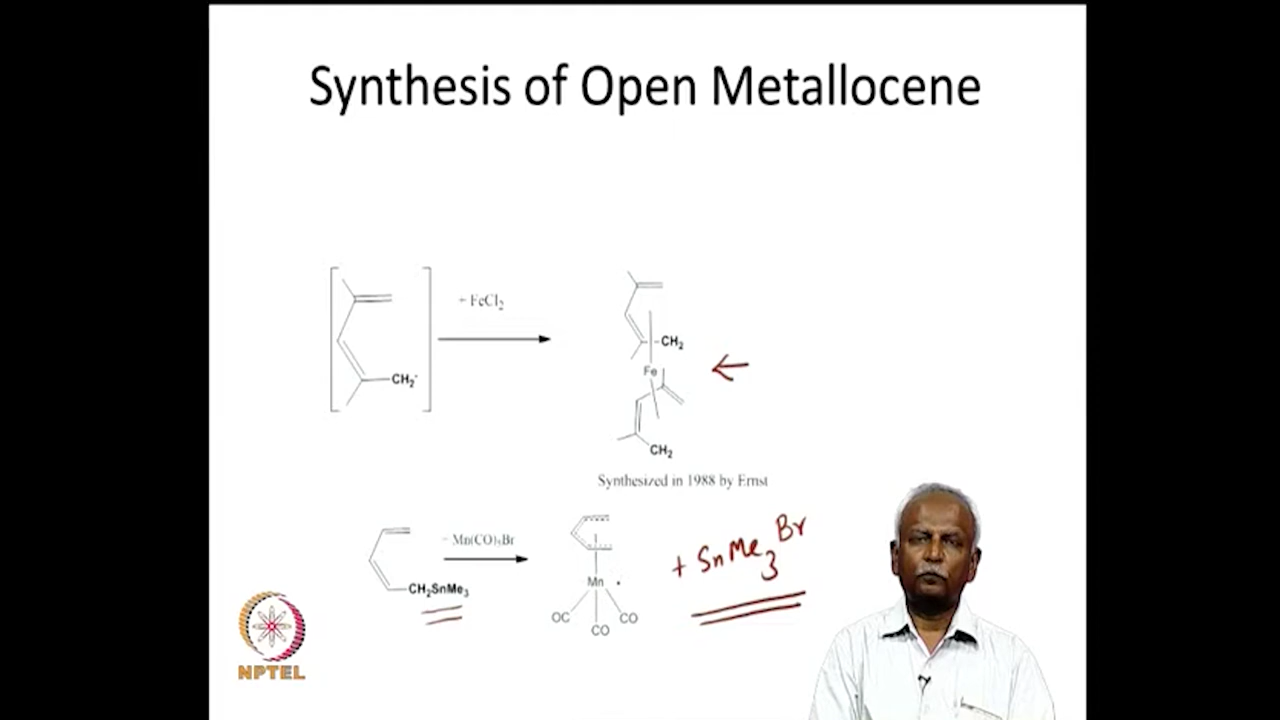 Synthesis of Open Metallocene
+ FeCl₂
CH₂⁻
CH₂
Fe
CH₂
Synthesized in 1988 by Ernst
Mn(CO)₅Br
CH₂SnMe₃
Mn
OC
CO
CO
+ SnMe₃Br
NPTEL